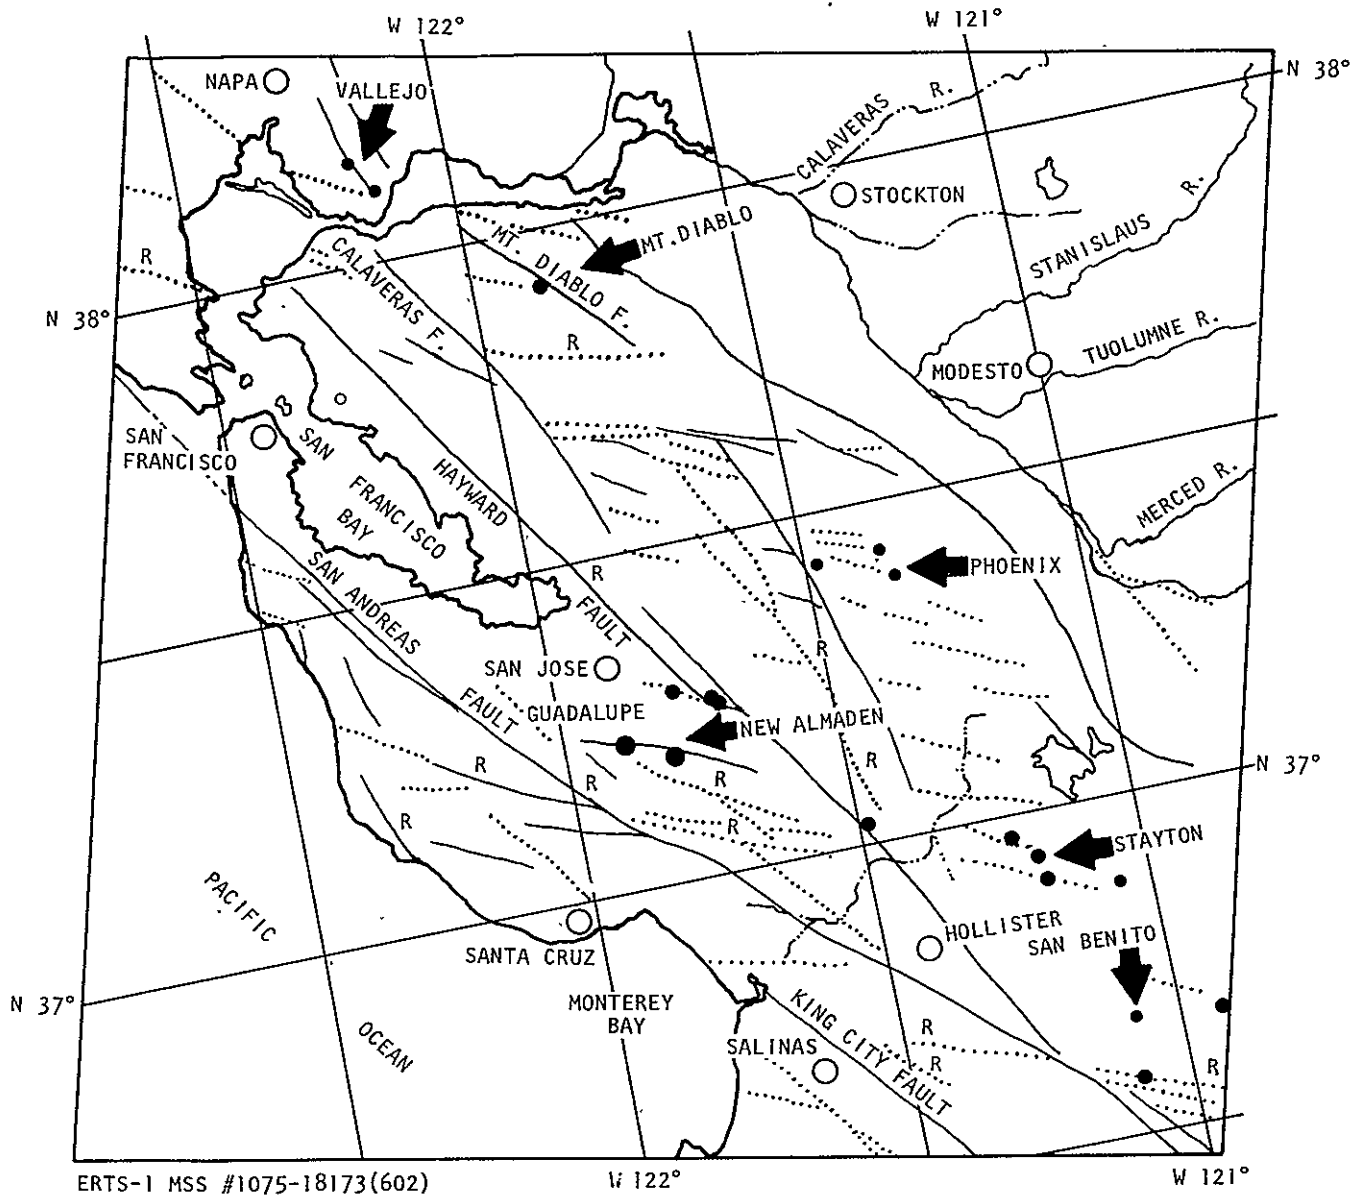 W 122°
W 121°
NAPA
VALLEJO
N 38°
CALAVERAS R.
STOCKTON
STANISLAUS R.
MT. DIABLO
MT. DIABLO F.
CALAVERAS F.
R
N 38°
R
MODESTO
TUOLUMNE R.
SAN
FRANCISCO
SAN
FRANCISCO
BAY
HAYWARD
FAULT
MERCED R.
SAN ANDREAS
FAULT
R
PHOENIX
R
SAN JOSE
GUADALUPE
NEW ALMADEN
R
R
R
R
N 37°
R
R
STAYTON
PACIFIC
OCEAN
SANTA CRUZ
HOLLISTER
SAN BENITO
N 37°
MONTEREY
BAY
KING CITY FAULT
SALINAS
R
R
R
ERTS-1 MSS #1075-18173(602)
W 122°
W 121°